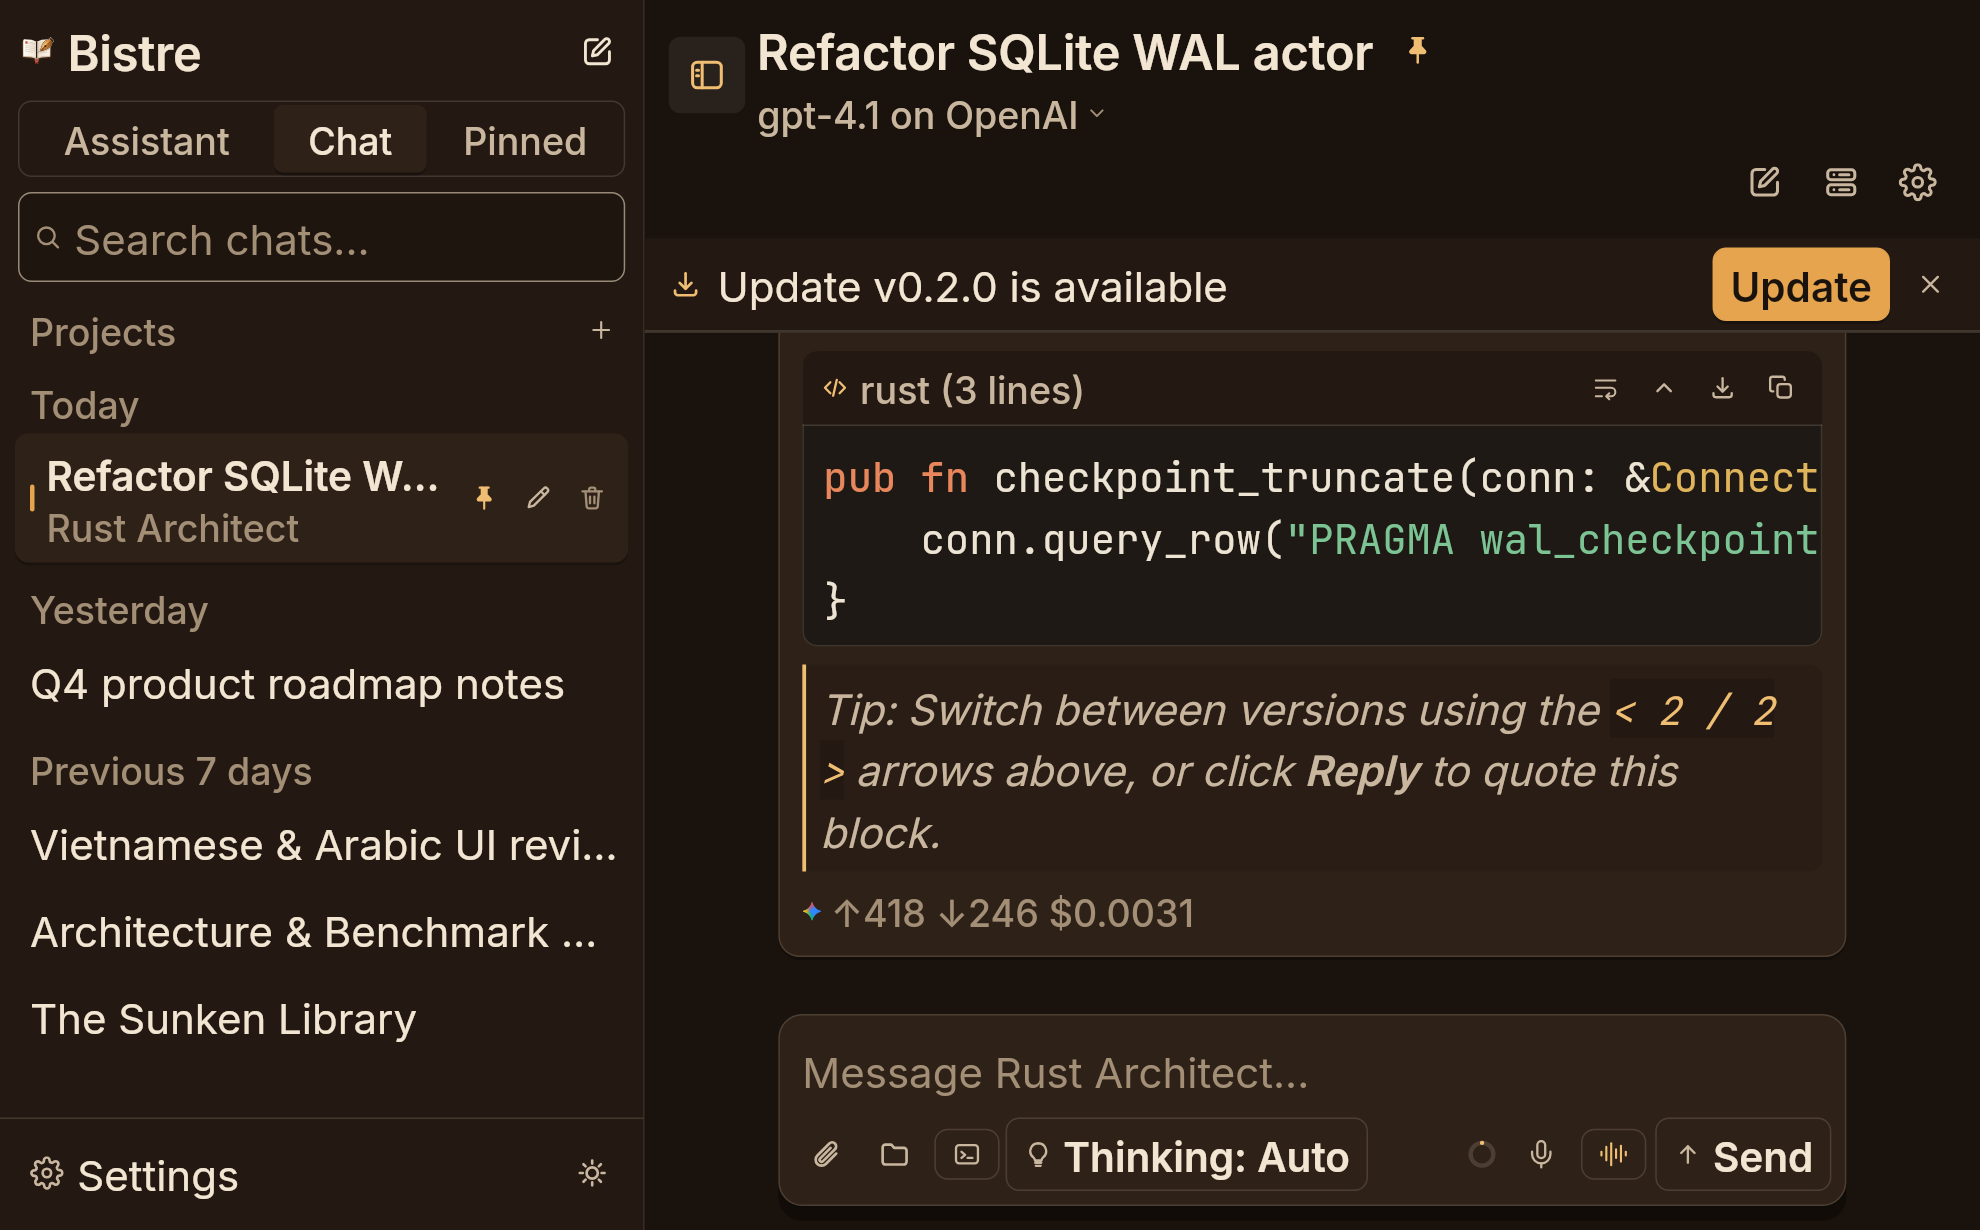 Bistre
Assistant
Chat
Pinned
Search chats...
Projects
Today
Refactor SQLite W...
Rust Architect
Yesterday
Q4 product roadmap notes
Previous 7 days
Vietnamese & Arabic UI revi...
Architecture & Benchmark ...
The Sunken Library
Settings
Refactor SQLite WAL actor
gpt-4.1 on OpenAI
Update v0.2.0 is available
Update
rust (3 lines)
pub fn checkpoint_truncate(conn: &Connect
    conn.query_row("PRAGMA wal_checkpoint
}
Tip: Switch between versions using the < 2 / 2
> arrows above, or click Reply to quote this
block.
↑418 ↓246 $0.0031
Message Rust Architect...
Thinking: Auto
Send